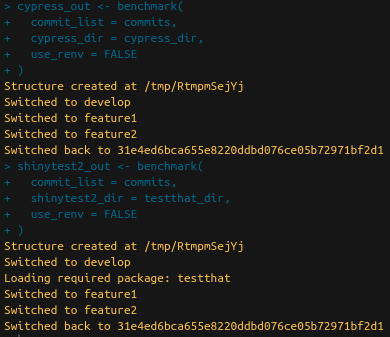 > cypress_out <- benchmark(
+   commit_list = commits,
+   cypress_dir = cypress_dir,
+   use_renv = FALSE
+ )
Structure created at /tmp/RtmpmSejYj
Switched to develop
Switched to feature1
Switched to feature2
Switched back to 31e4ed6bca655e8220ddbd076ce05b72971bf2d1
> shinytest2_out <- benchmark(
+   commit_list = commits,
+   shinytest2_dir = testthat_dir,
+   use_renv = FALSE
+ )
Structure created at /tmp/RtmpmSejYj
Switched to develop
Loading required package: testthat
Switched to feature1
Switched to feature2
Switched back to 31e4ed6bca655e8220ddbd076ce05b72971bf2d1